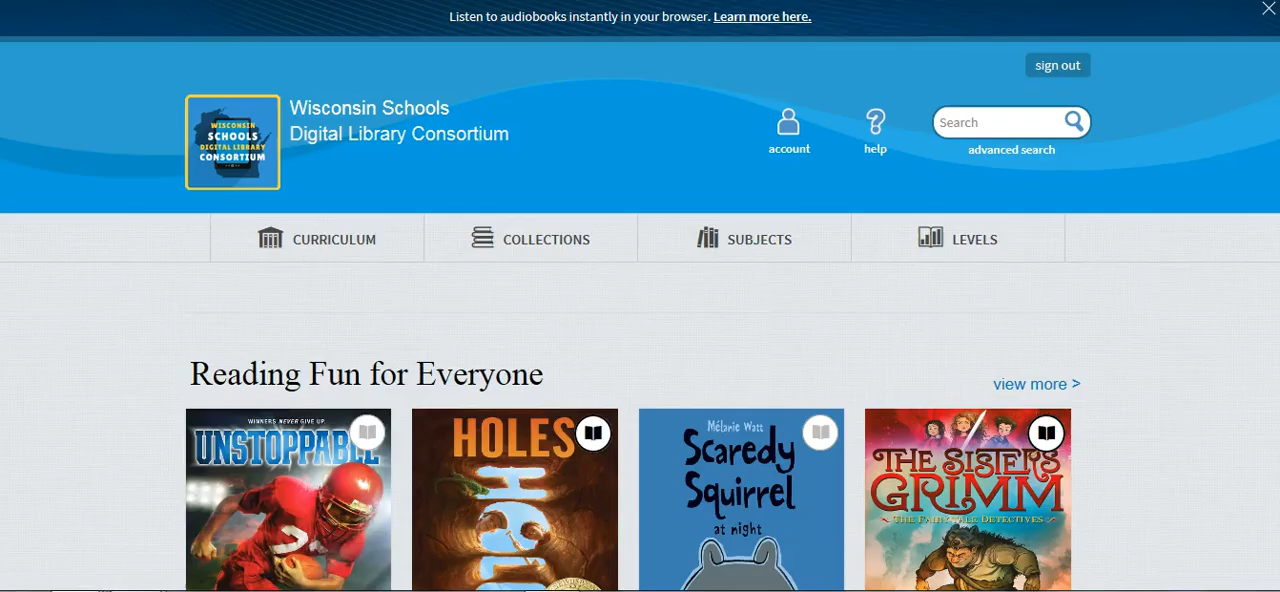 Listen to audiobooks instantly in your browser. Learn more here.
sign out
WISCONSIN
SCHOOLS
DIGITAL LIBRARY
CONSORTIUM
Wisconsin Schools
Digital Library Consortium
account
help
Search
advanced search
CURRICULUM
COLLECTIONS
SUBJECTS
LEVELS
Reading Fun for Everyone
view more >
WINNERS NEVER GIVE UP.
UNSTOPPABLE
2
HOLES
HOL
Mélanie Watt
Scaredy
Squirrel
at night
THE SISTERS
GRIMM
~ THE FAIRY-TALE DETECTIVES ~